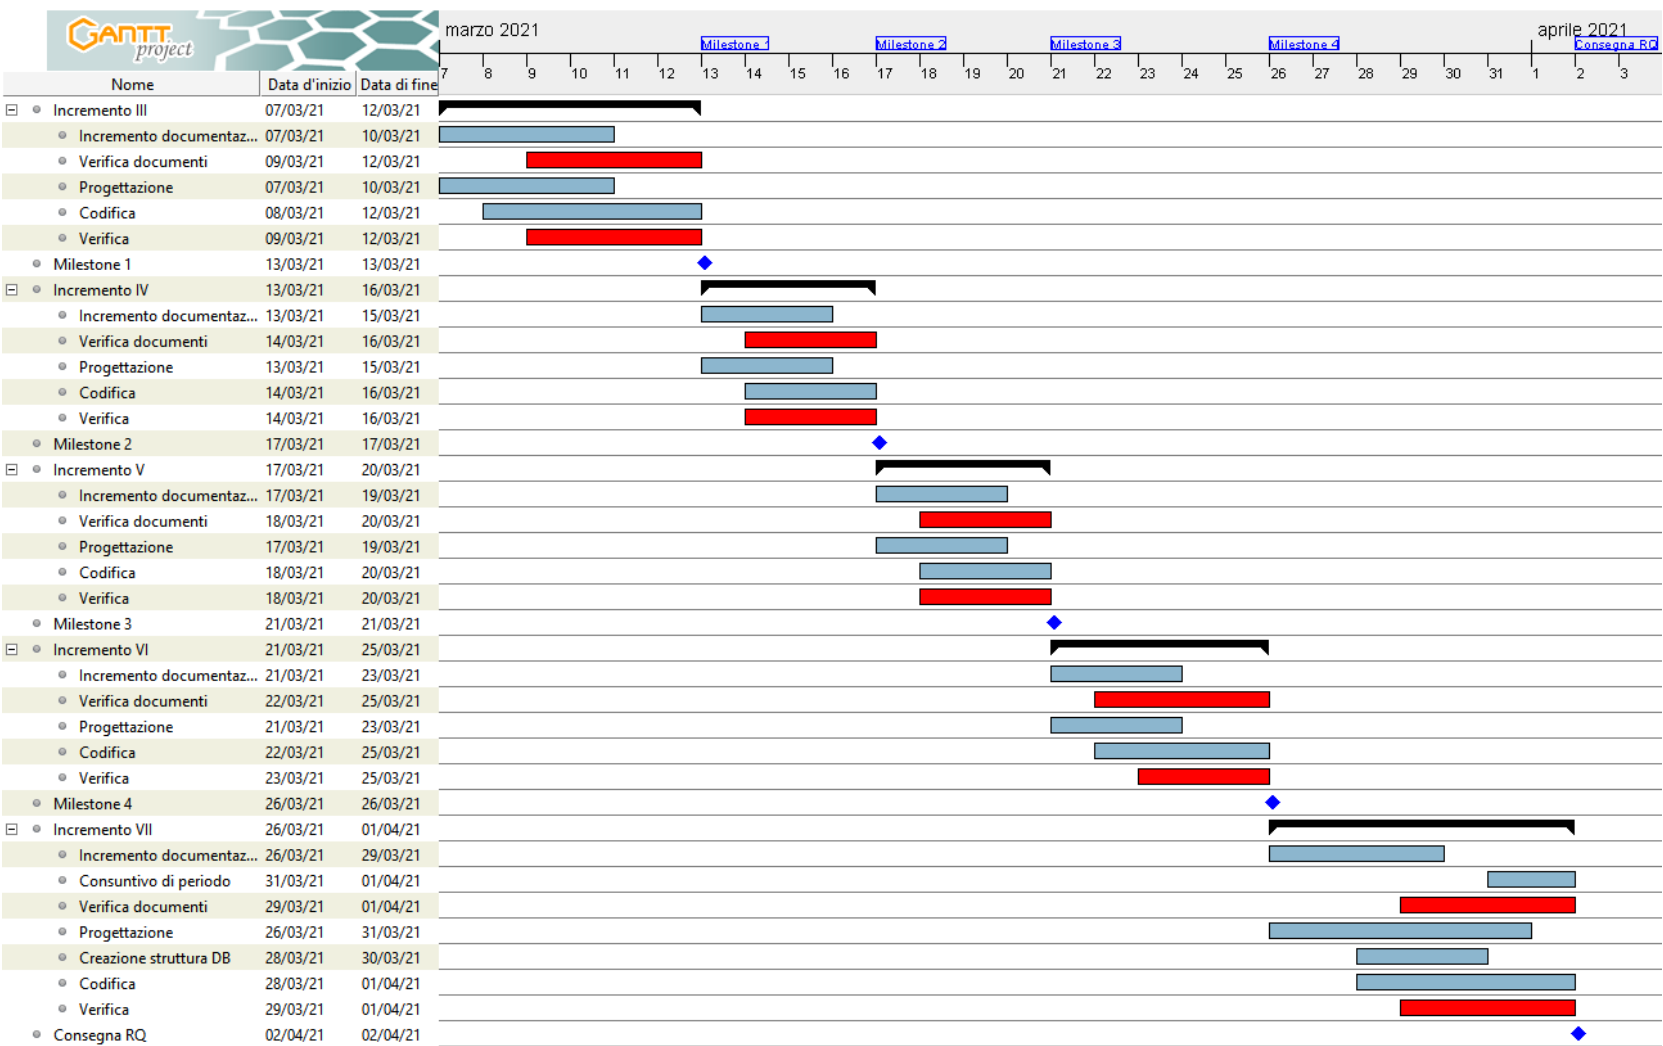 GANTT
project
marzo 2021
aprile 2021
Milestone 1 Milestone 2 Milestone 3 Milestone 4 Consegna RQ
7 8 9 10 11 12 13 14 15 16 17 18 19 20 21 22 23 24 25 26 27 28 29 30 31 1 2 3
Nome Data d'inizio Data di fine
Incremento III 07/03/21 12/03/21
Incremento documentaz... 07/03/21 10/03/21
Verifica documenti 09/03/21 12/03/21
Progettazione 07/03/21 10/03/21
Codifica 08/03/21 12/03/21
Verifica 09/03/21 12/03/21
Milestone 1 13/03/21 13/03/21
Incremento IV 13/03/21 16/03/21
Incremento documentaz... 13/03/21 15/03/21
Verifica documenti 14/03/21 16/03/21
Progettazione 13/03/21 15/03/21
Codifica 14/03/21 16/03/21
Verifica 14/03/21 16/03/21
Milestone 2 17/03/21 17/03/21
Incremento V 17/03/21 20/03/21
Incremento documentaz... 17/03/21 19/03/21
Verifica documenti 18/03/21 20/03/21
Progettazione 17/03/21 19/03/21
Codifica 18/03/21 20/03/21
Verifica 18/03/21 20/03/21
Milestone 3 21/03/21 21/03/21
Incremento VI 21/03/21 25/03/21
Incremento documentaz... 21/03/21 23/03/21
Verifica documenti 22/03/21 25/03/21
Progettazione 21/03/21 23/03/21
Codifica 22/03/21 25/03/21
Verifica 23/03/21 25/03/21
Milestone 4 26/03/21 26/03/21
Incremento VII 26/03/21 01/04/21
Incremento documentaz... 26/03/21 29/03/21
Consuntivo di periodo 31/03/21 01/04/21
Verifica documenti 29/03/21 01/04/21
Progettazione 26/03/21 31/03/21
Creazione struttura DB 28/03/21 30/03/21
Codifica 28/03/21 01/04/21
Verifica 29/03/21 01/04/21
Consegna RQ 02/04/21 02/04/21